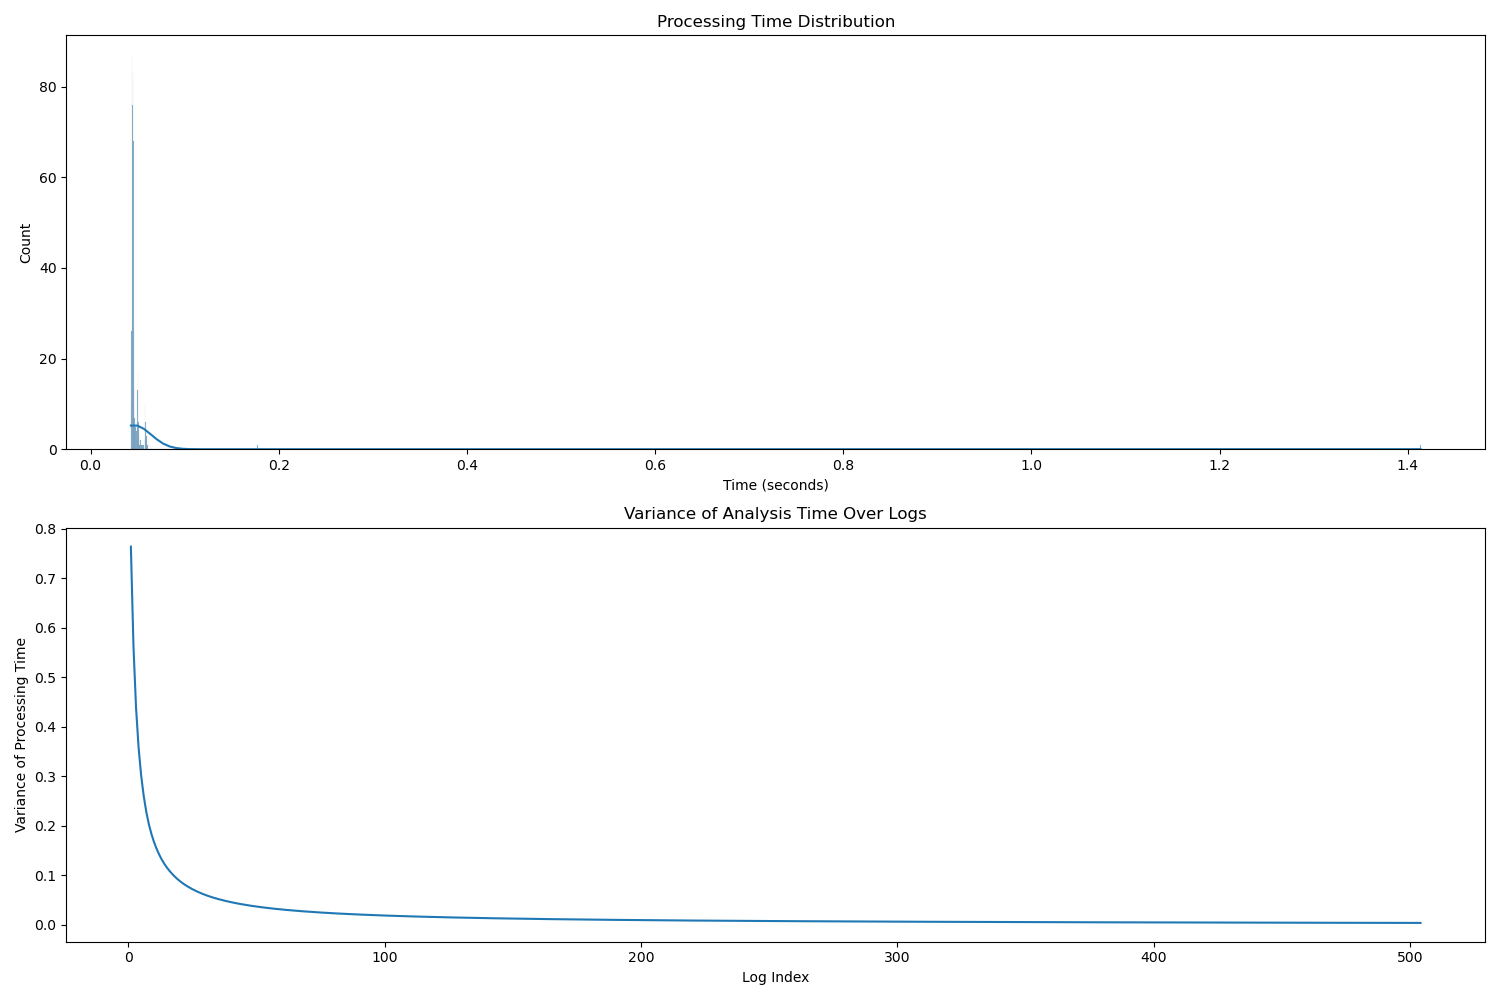 Processing Time Distribution
80
60
40
20
0
Count
0.0 0.2 0.4 0.6 0.8 1.0 1.2 1.4
Time (seconds)
Variance of Analysis Time Over Logs
0.8
0.7
0.6
0.5
0.4
0.3
0.2
0.1
0.0
Variance of Processing Time
0 100 200 300 400 500
Log Index